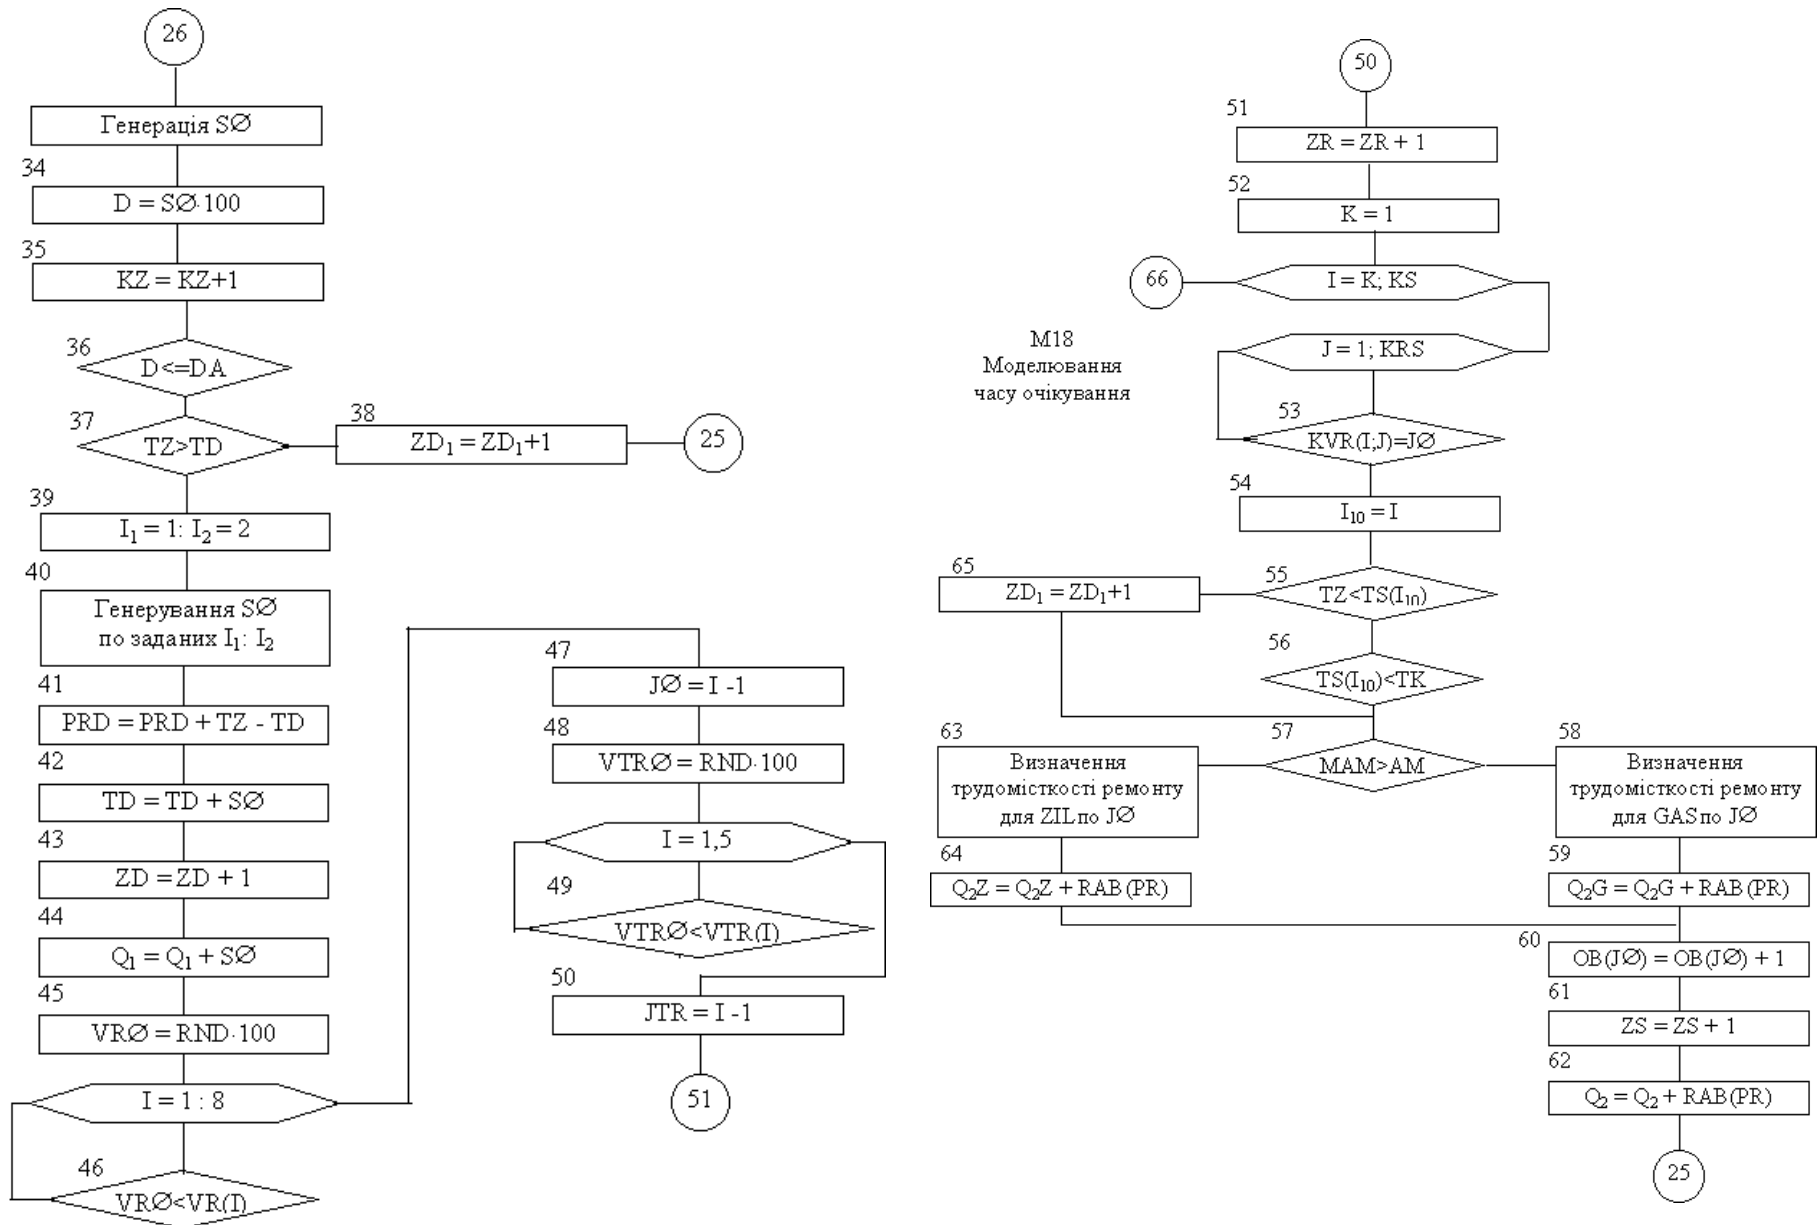 26
Генерація SØ
34
D = SØ·100
35
KZ = KZ+1
36
D<=DA
37
TZ>TD
38
ZD₁ = ZD₁+1
25
39
I₁ = 1: I₂ = 2
40
Генерування SØ
по заданих I₁: I₂
41
PRD = PRD + TZ - TD
42
TD = TD + SØ
43
ZD = ZD + 1
44
Q₁ = Q₁ + SØ
45
VRØ = RND·100
I = 1 : 8
46
VRØ<VR(I)
47
JØ = I -1
48
VTRØ = RND·100
I = 1,5
49
VTRØ<VTR(I)
50
JTR = I -1
51
50
51
ZR = ZR + 1
52
K = 1
66
I = K; KS
M18
Моделювання
часу очікування
J = 1; KRS
53
KVR(I;J)=JØ
54
I₁₀ = I
65
ZD₁ = ZD₁+1
55
TZ<TS(I₁₀)
56
TS(I₁₀)<TK
57
MAM>AM
63
Визначення
трудомісткості ремонту
для ZIL по JØ
64
Q₂Z = Q₂Z + RAB(PR)
58
Визначення
трудомісткості ремонту
для GAS по JØ
59
Q₂G = Q₂G + RAB(PR)
60
OB(JØ) = OB(JØ) + 1
61
ZS = ZS + 1
62
Q₂ = Q₂ + RAB(PR)
25